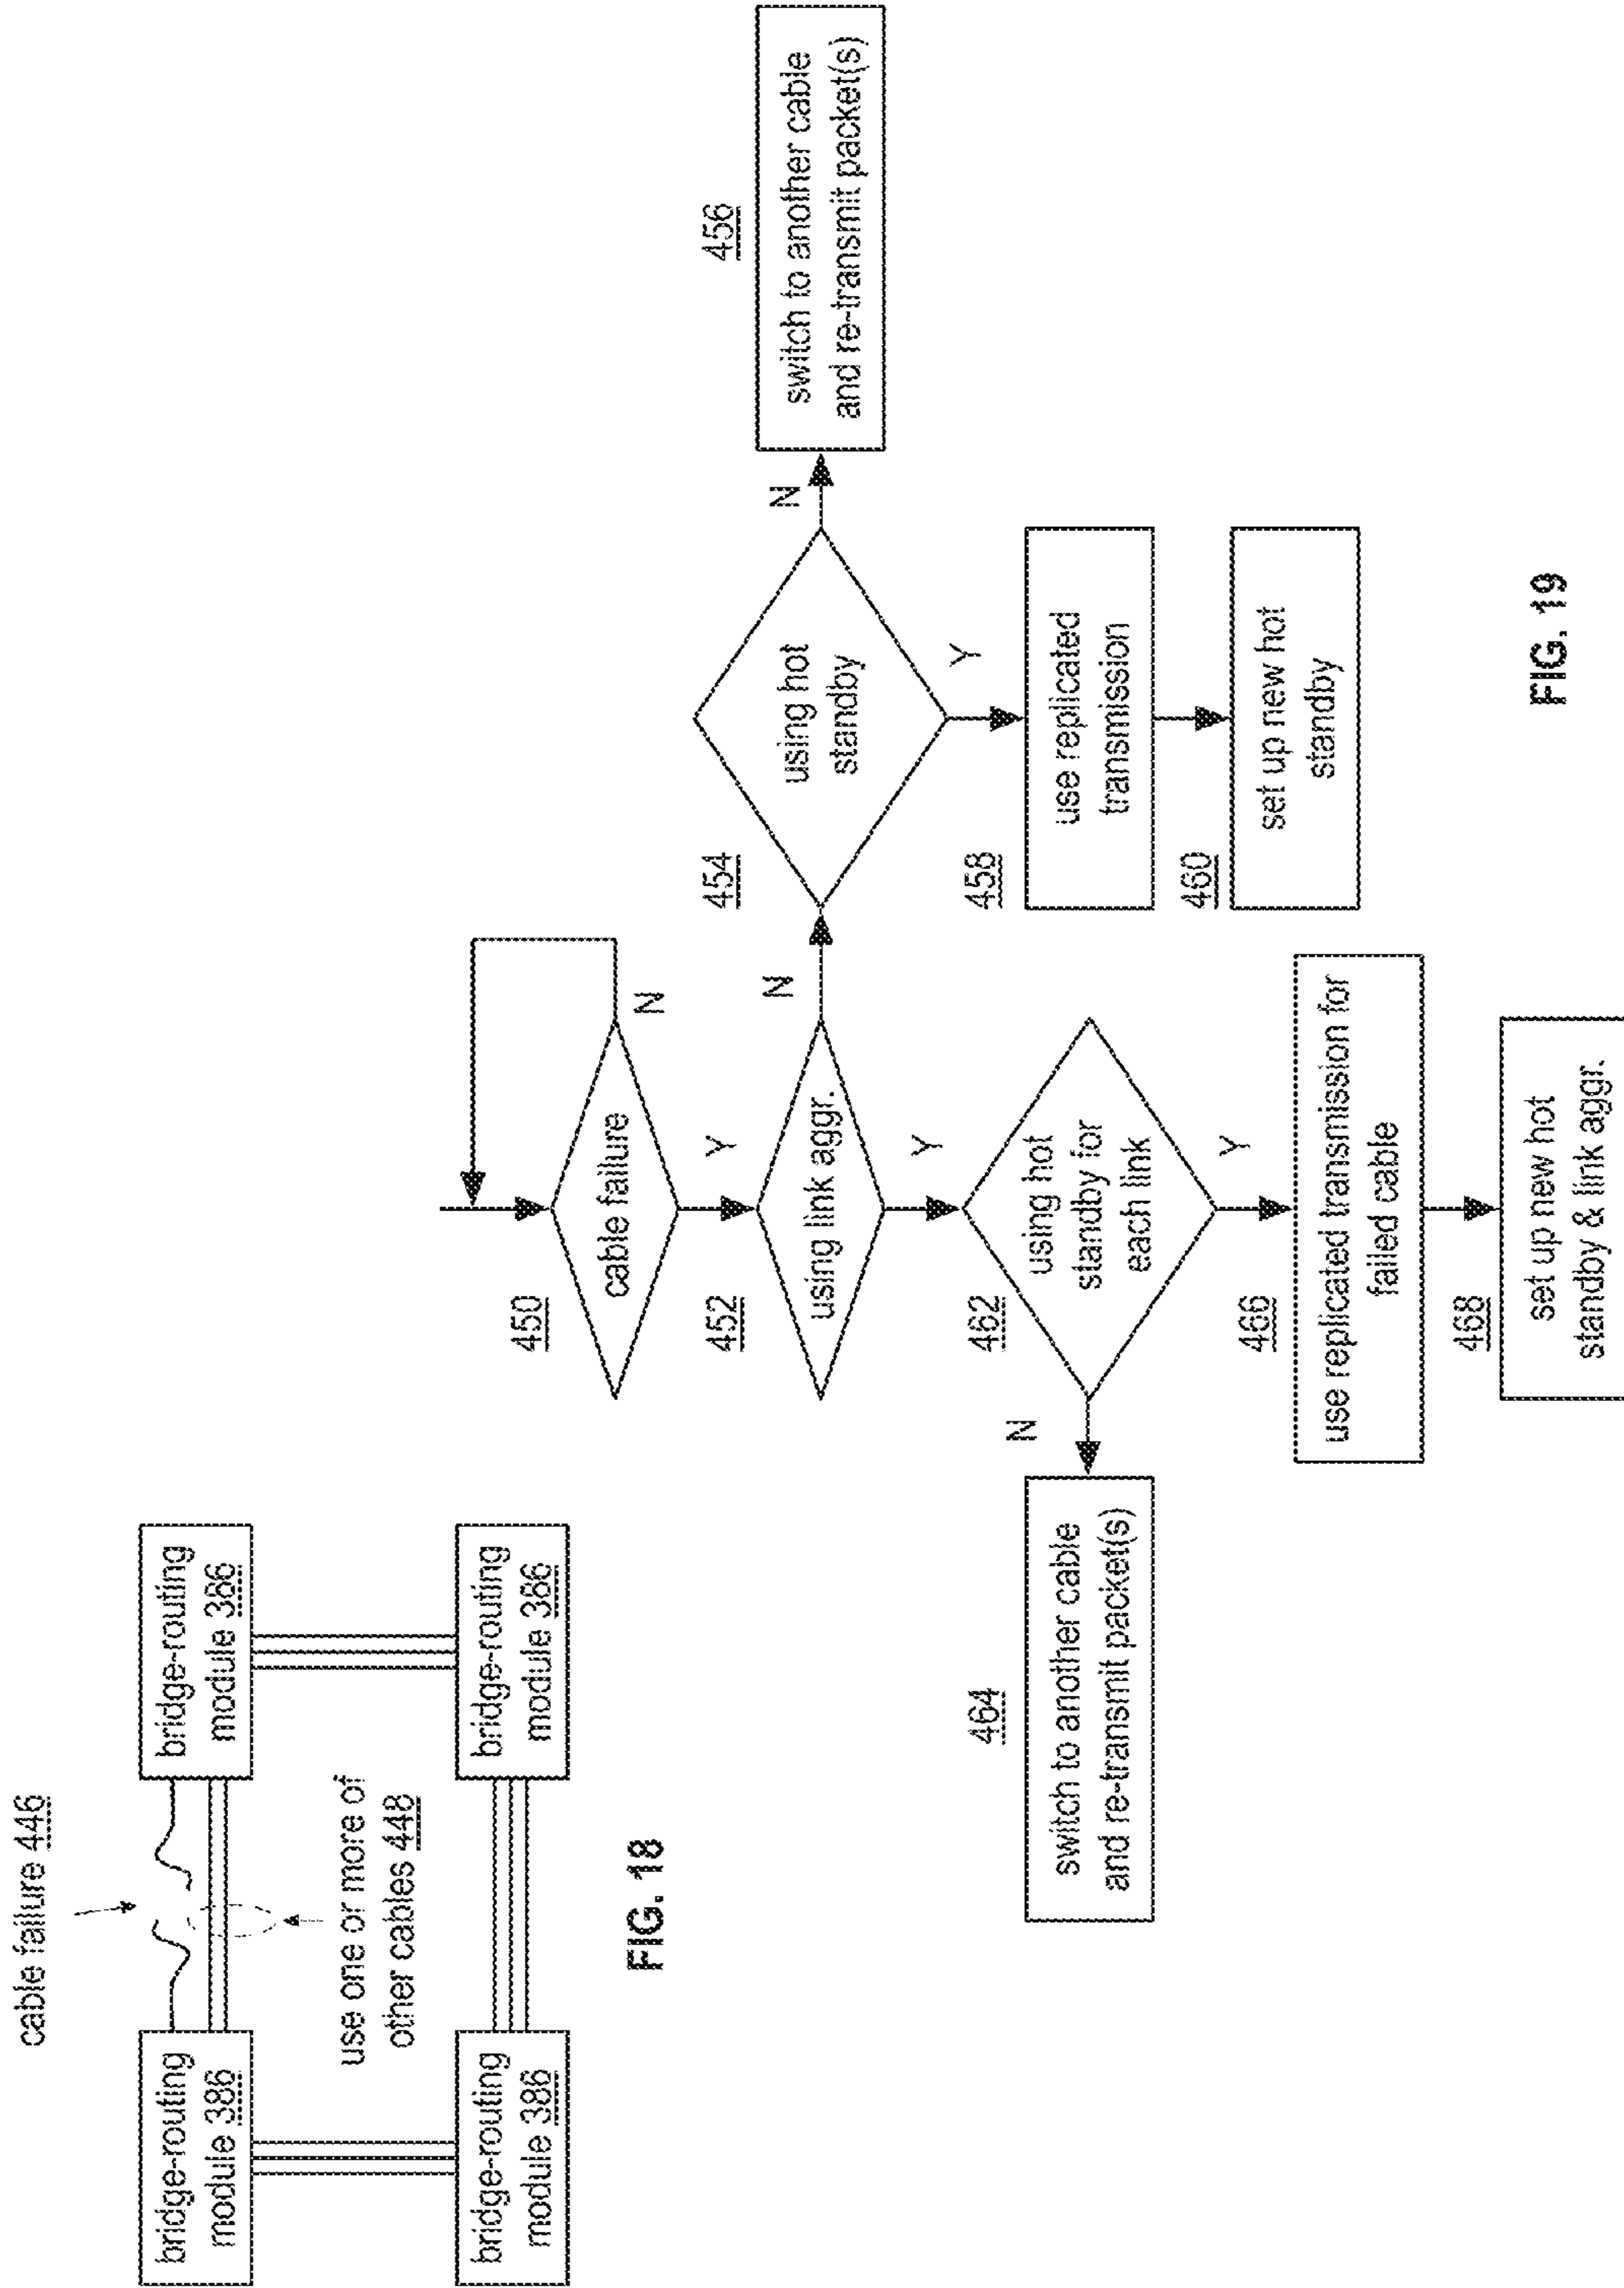 cable failure 446
bridge-routing
module 386
bridge-routing
module 386
use one or more of
other cables 448
bridge-routing
module 386
bridge-routing
module 386
FIG. 18
450
cable failure
N
Y
452
using link aggr.
N
Y
454
using hot
standby
N
Y
456
switch to another cable
and re-transmit packet(s)
458
use replicated
transmission
460
set up new hot
standby
462
using hot
standby for
each link
N
Y
464
switch to another cable
and re-transmit packet(s)
466
use replicated transmission for
failed cable
468
set up new hot
standby & link aggr.
FIG. 19